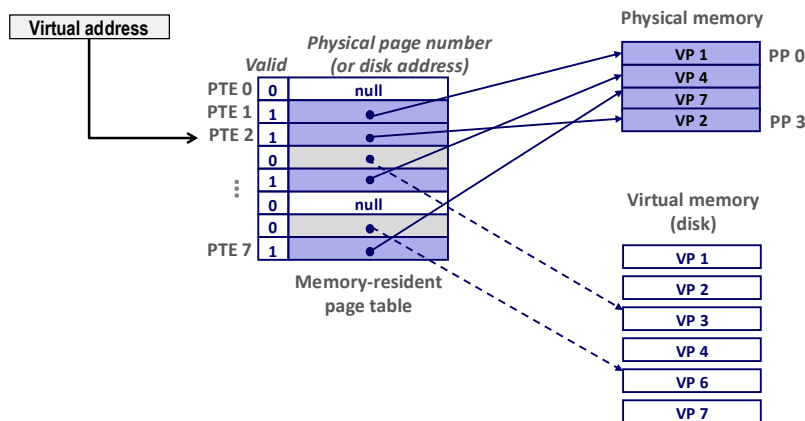 Virtual address
Physical page number
(or disk address)
Valid
PTE 0 0 null
PTE 1 1
PTE 2 1
0
1
⋮
0 null
0
PTE 7 1
Memory-resident
page table
Physical memory
VP 1 PP 0
VP 4
VP 7
VP 2 PP 3
Virtual memory
(disk)
VP 1
VP 2
VP 3
VP 4
VP 6
VP 7